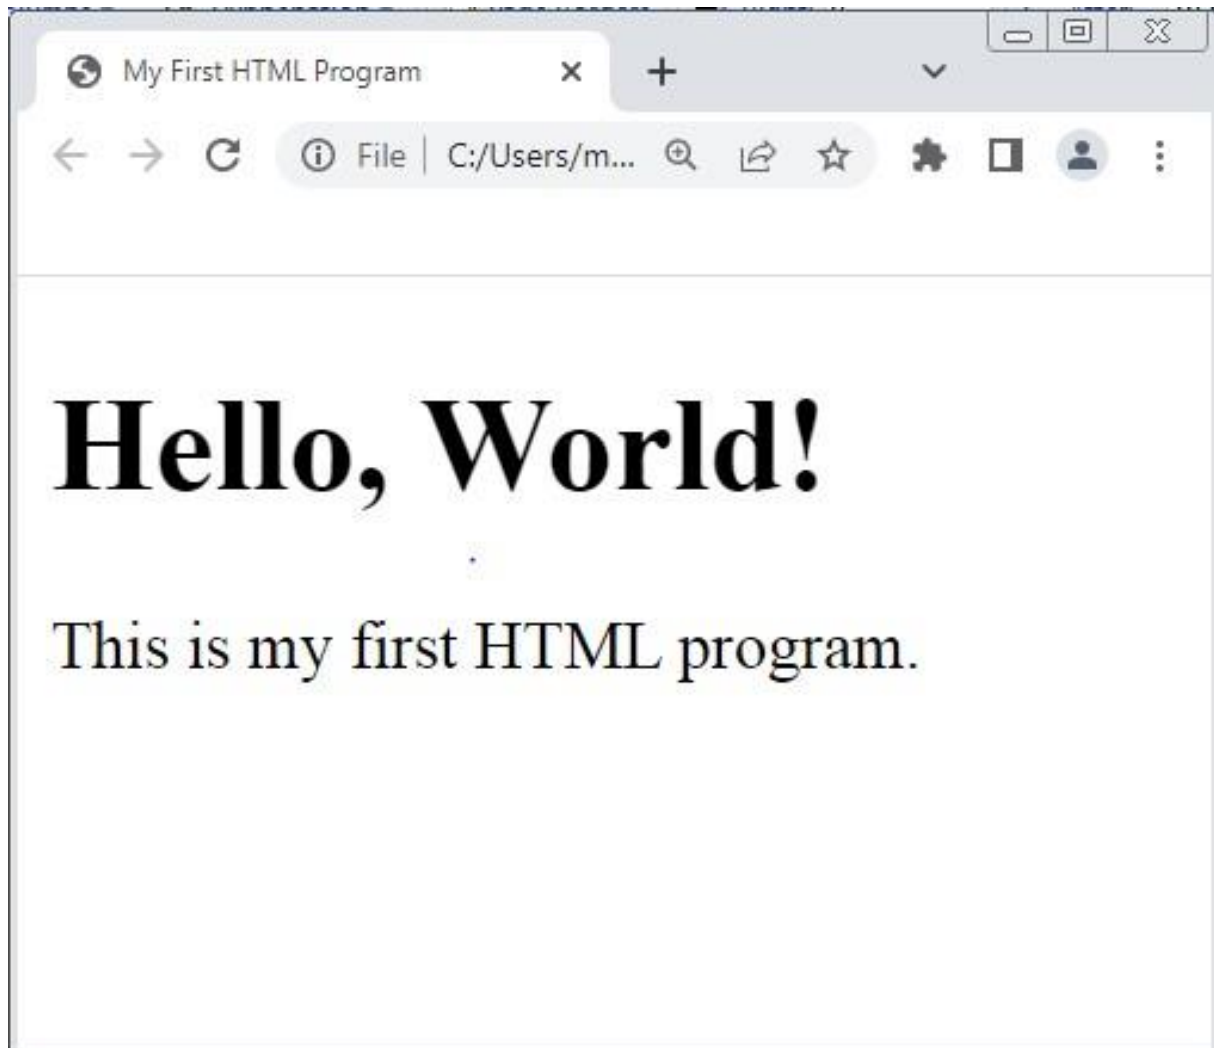 My First HTML Program
File
C:/Users/m...
Hello, World!
This is my first HTML program.